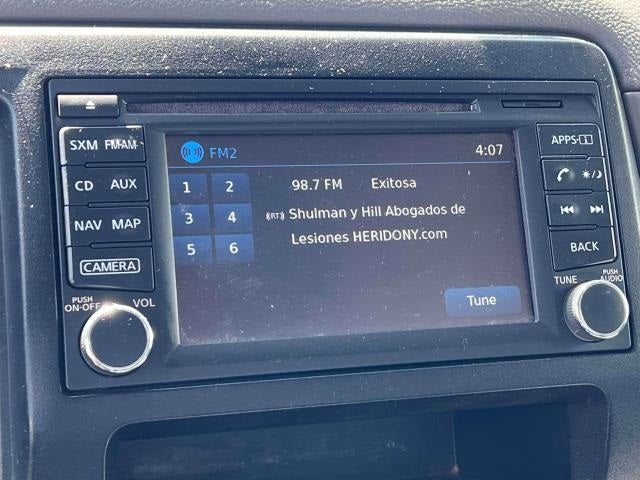 SXM FM·AM
CD AUX
NAV MAP
CAMERA
PUSH
ON·OFF
VOL
FM2
4:07
1 2
3 4
5 6
98.7 FM Exitosa
(RT) Shulman y Hill Abogados de
Lesiones HERIDONY.com
Tune
APPS·i
BACK
TUNE
PUSH
AUDIO